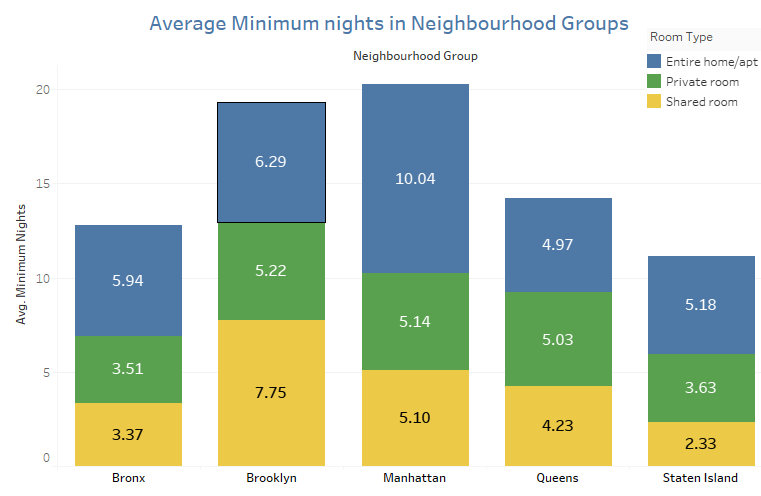 Average Minimum nights in Neighbourhood Groups
Neighbourhood Group
Room Type
Entire home/apt
Private room
Shared room
Avg. Minimum Nights
20
15
10
5
0
5.94
3.51
3.37
6.29
5.22
7.75
10.04
5.14
5.10
4.97
5.03
4.23
5.18
3.63
2.33
Bronx
Brooklyn
Manhattan
Queens
Staten Island